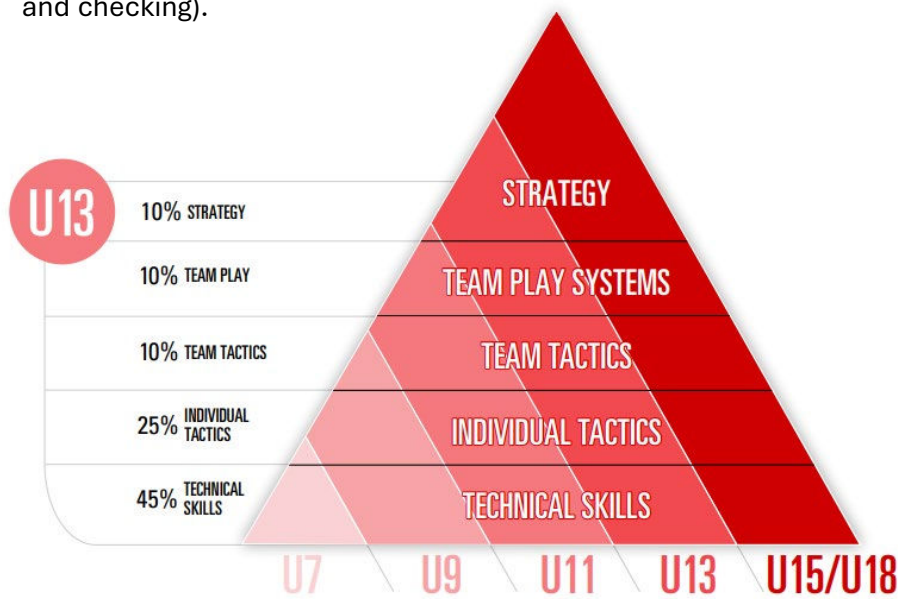 and checking).
U13
10% STRATEGY
10% TEAM PLAY
10% TEAM TACTICS
25% INDIVIDUAL
TACTICS
45% TECHNICAL
SKILLS
STRATEGY
TEAM PLAY SYSTEMS
TEAM TACTICS
INDIVIDUAL TACTICS
TECHNICAL SKILLS
U7 U9 U11 U13 U15/U18